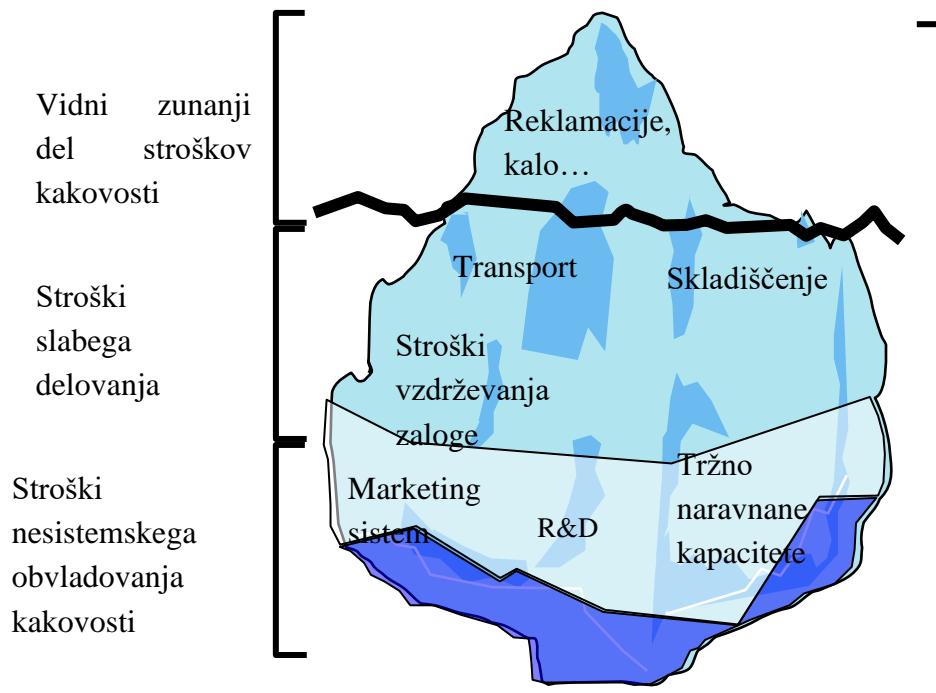 Vidni zunanji
del stroškov
kakovosti
Reklamacije,
kalo…
Stroški
slabega
delovanja
Transport
Skladiščenje
Stroški
vzdrževanja
zaloge
Stroški
nesistemskega
obvladovanja
kakovosti
Marketing
sistem
R&D
Tržno
naravnane
kapacitete